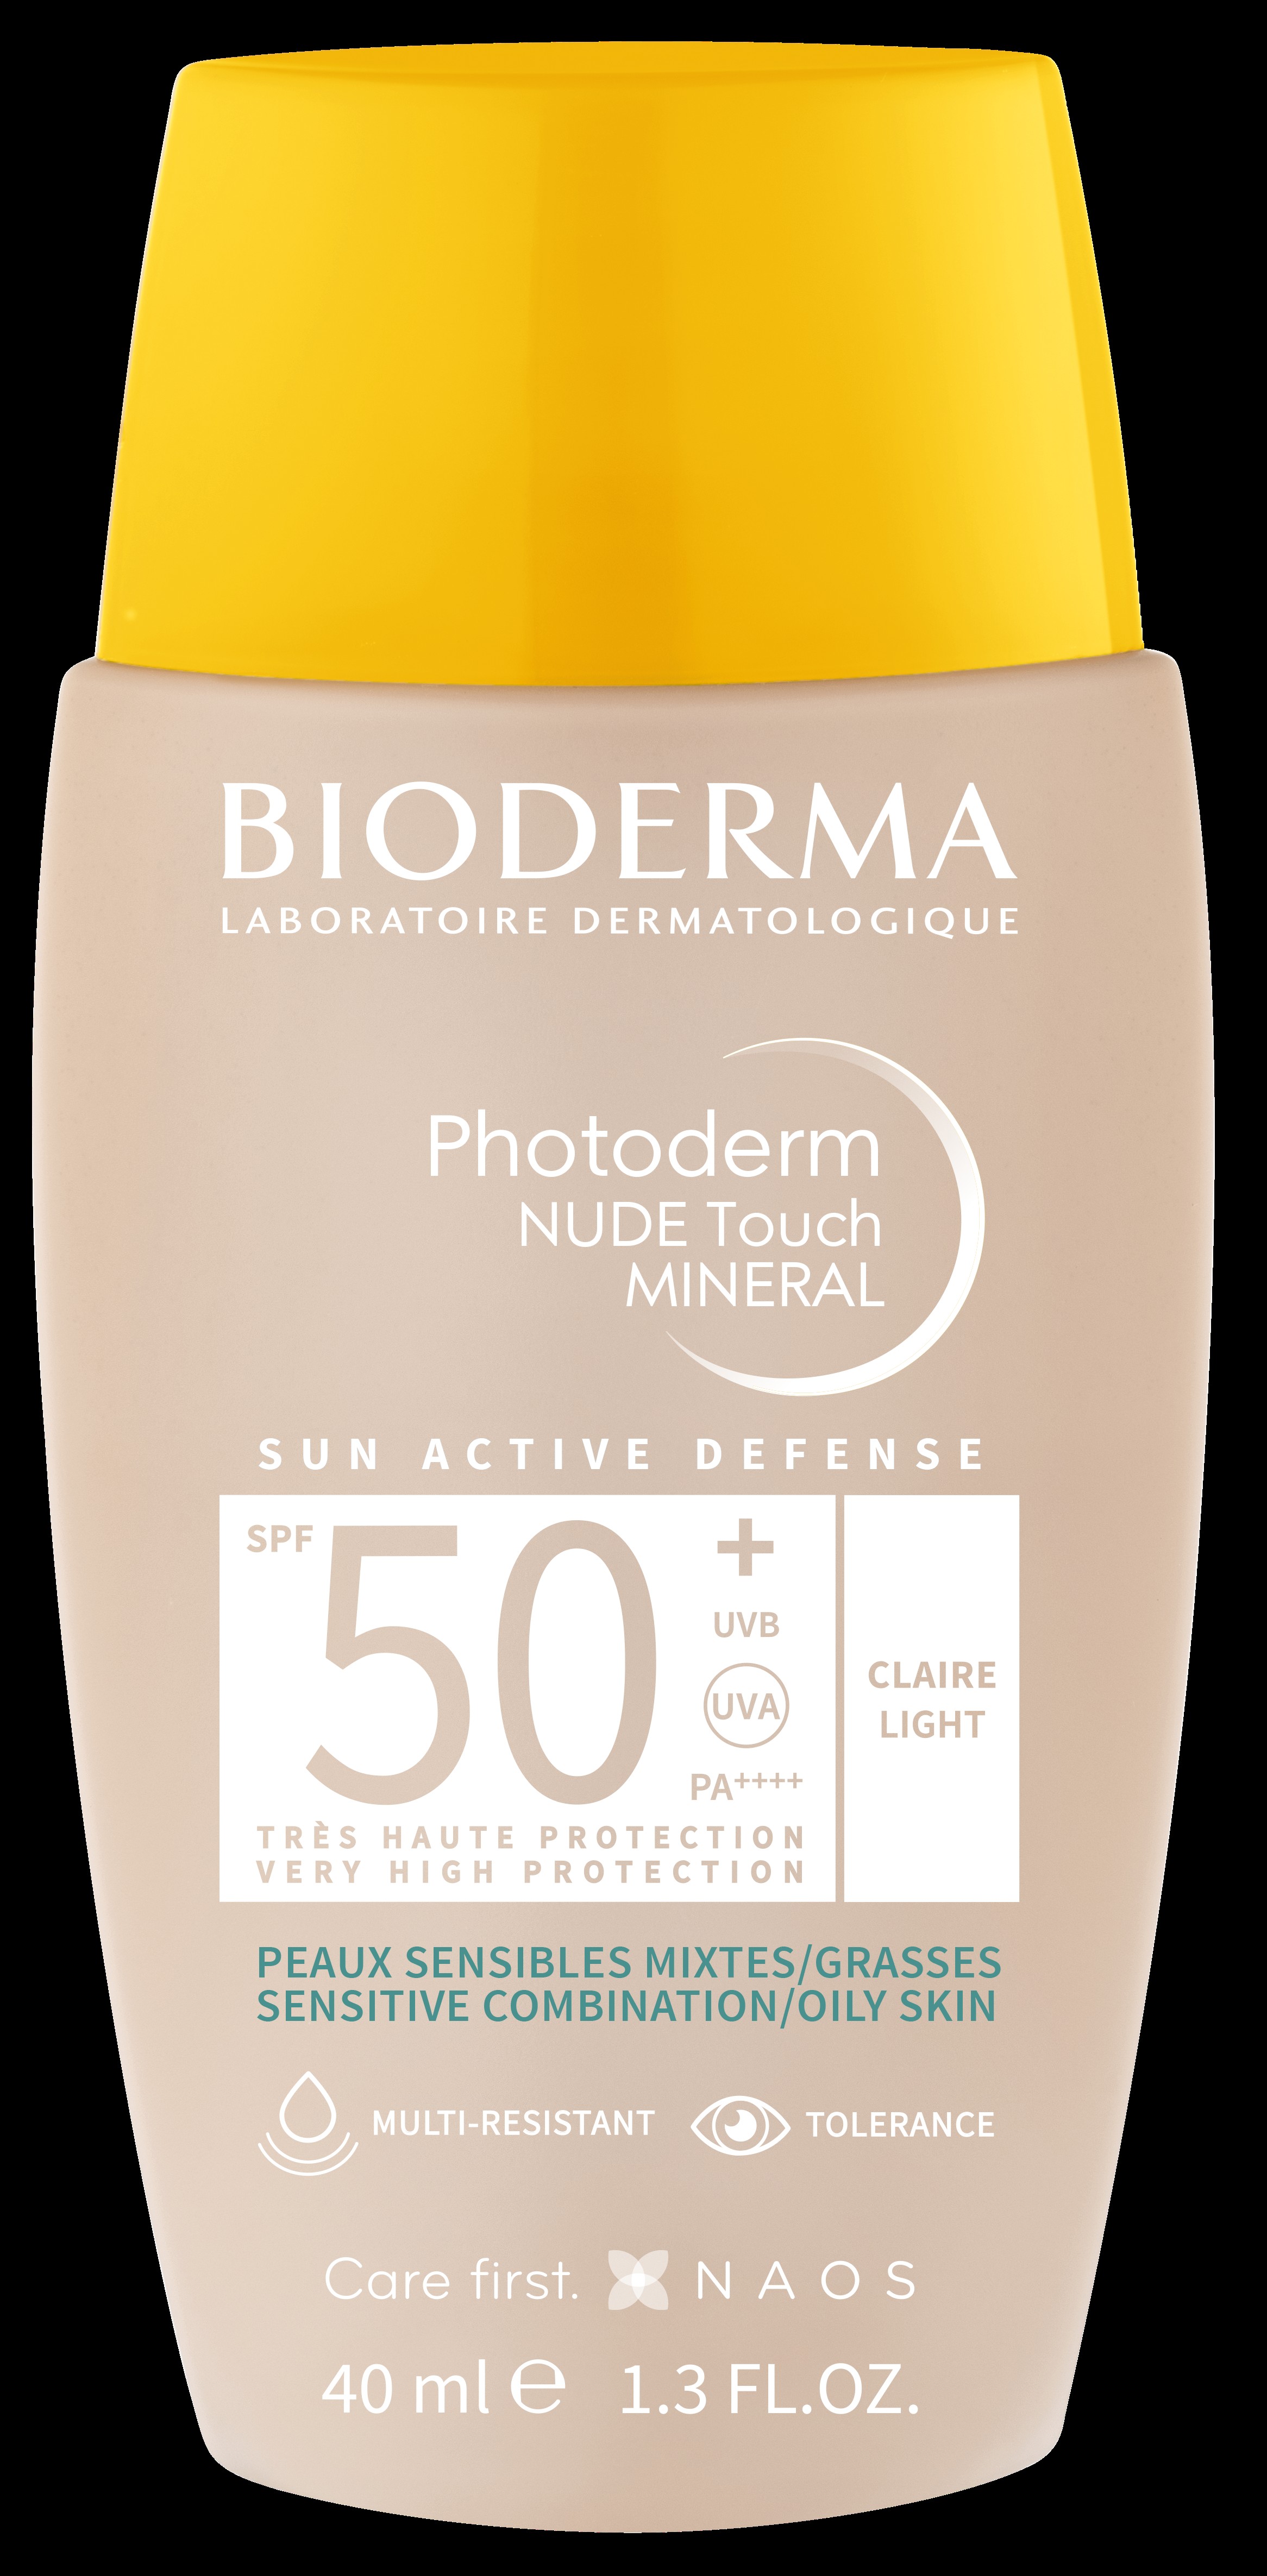 BIODERMA
LABORATOIRE DERMATOLOGIQUE
Photoderm
NUDE Touch
MINERAL
SUN ACTIVE DEFENSE
SPF 50+
UVB
UVA
PA++++
TRÈS HAUTE PROTECTION
VERY HIGH PROTECTION
CLAIRE
LIGHT
PEAUX SENSIBLES MIXTES/GRASSES
SENSITIVE COMBINATION/OILY SKIN
MULTI-RESISTANT TOLERANCE
Care first. NAOS
40 ml e 1.3 FL.OZ.